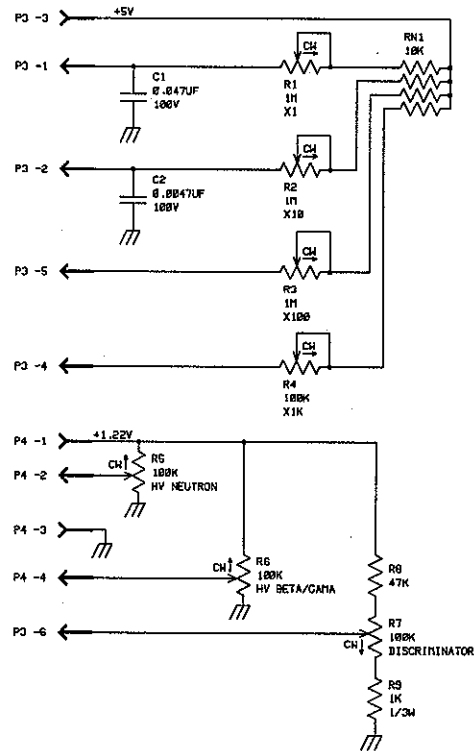 P3 -3
+5V
RN1
10K
P3 -1
CW
C1
0.047UF
100V
R1
1M
X1
P3 -2
CW
C2
0.0047UF
100V
R2
1M
X10
P3 -5
CW
R3
1M
X100
P3 -4
CW
R4
100K
X1K
P4 -1
+1.22V
P4 -2
CW
R5
100K
HV NEUTRON
P4 -3
P4 -4
CW
R6
100K
HV BETA/GAMA
R8
47K
P3 -6
CW
R7
100K
DISCRIMINATOR
R9
1K
1/3W